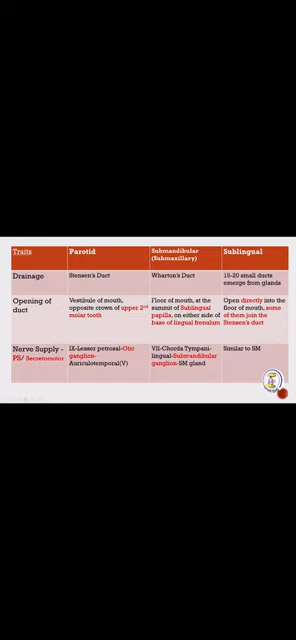 Traits
Parotid
Submandibular
(Submaxillary)
Sublingual
Drainage
Stensen's Duct
Wharton's Duct
15-20 small ducts
emerge from glands
Opening of
duct
Vestibule of mouth,
opposite crown of upper 2nd
molar tooth
Floor of mouth, at the
summit of Sublingual
papilla, on either side of
base of lingual frenulum
Open directly into the
floor of mouth, some
of them join the
Stensen's duct
Nerve Supply -
PS/ Secretomotor
IX-Lesser petrosal-Otic
ganglion-
Auriculotemporal(V)
VII-Chorda Tympani-
lingual-Submandibular
ganglion-SM gland
Similar to SM